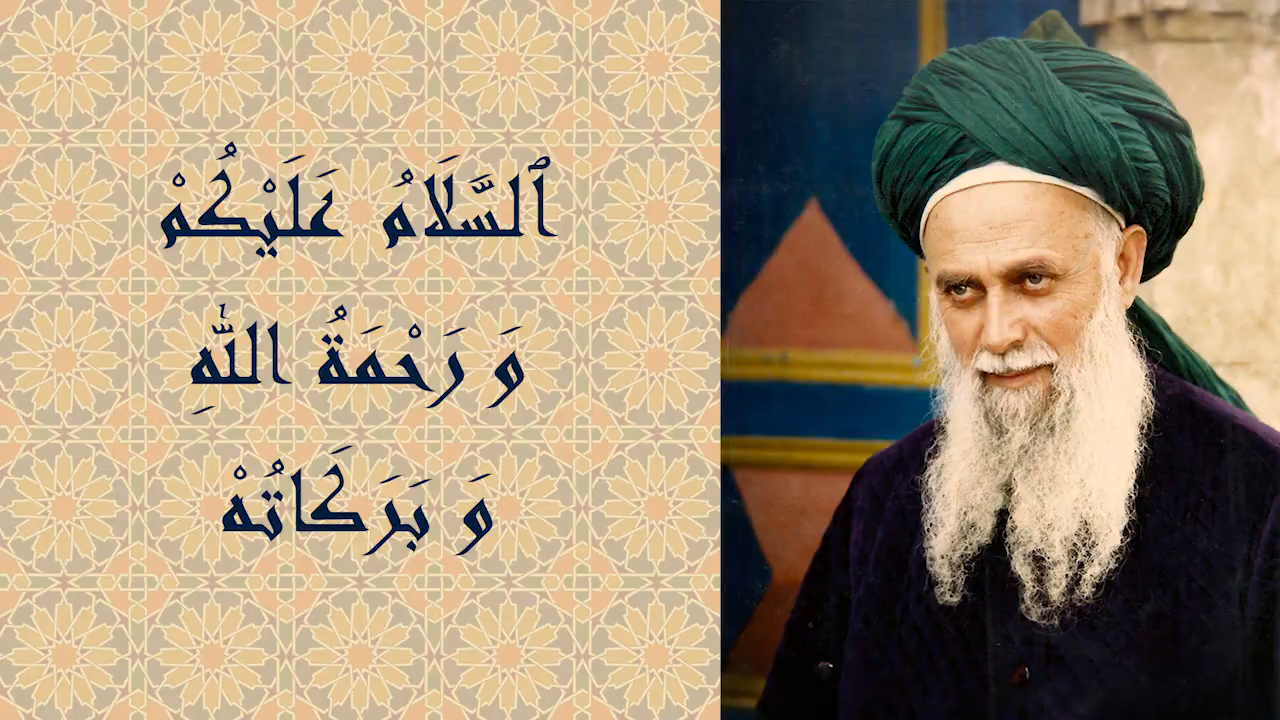 ٱلسَّلَامُ عَلَيْكُمْ
وَ رَحْمَةُ اللّٰهِ
وَ بَرَكَاتُهْ